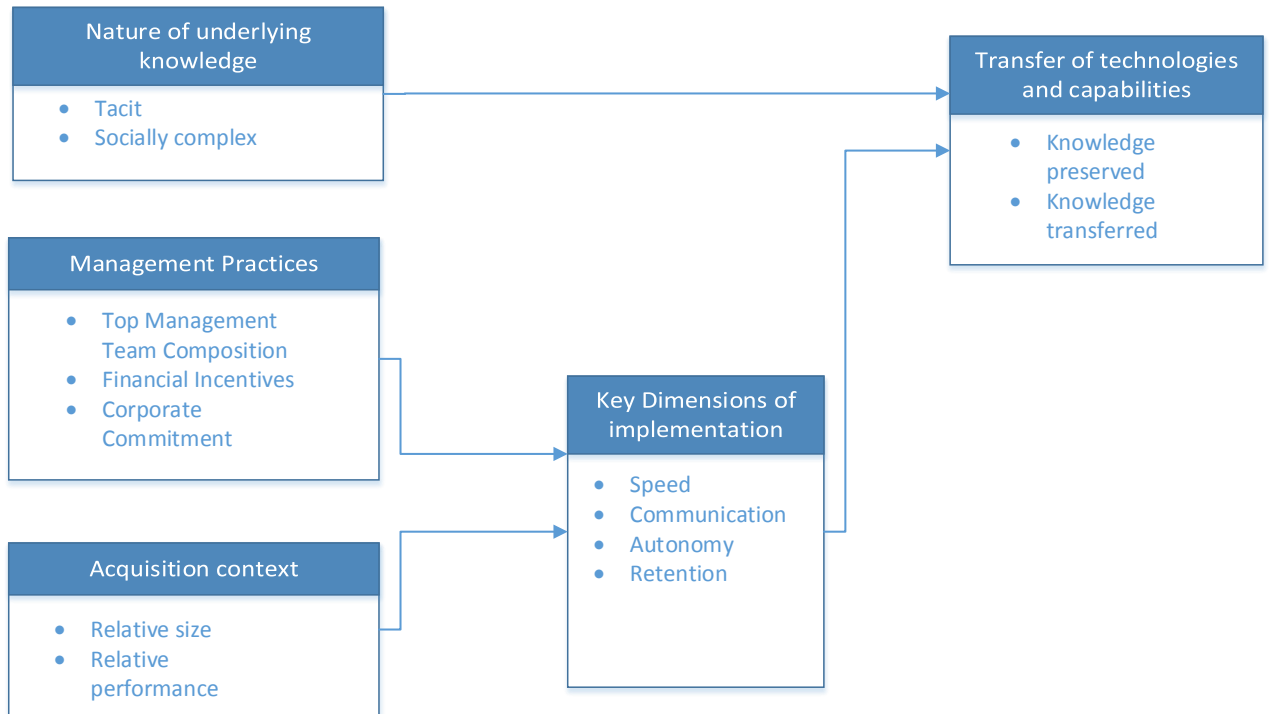 Nature of underlying
knowledge
• Tacit
• Socially complex
Transfer of technologies
and capabilities
• Knowledge
preserved
• Knowledge
transferred
Management Practices
• Top Management
Team Composition
• Financial Incentives
• Corporate
Commitment
Key Dimensions of
implementation
• Speed
• Communication
• Autonomy
• Retention
Acquisition context
• Relative size
• Relative
performance